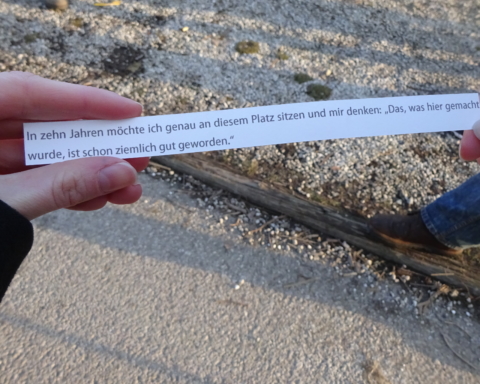 In zehn Jahren möchte ich genau an diesem Platz sitzen und mir denken: „Das, was hier gemacht
wurde, ist schon ziemlich gut geworden.“